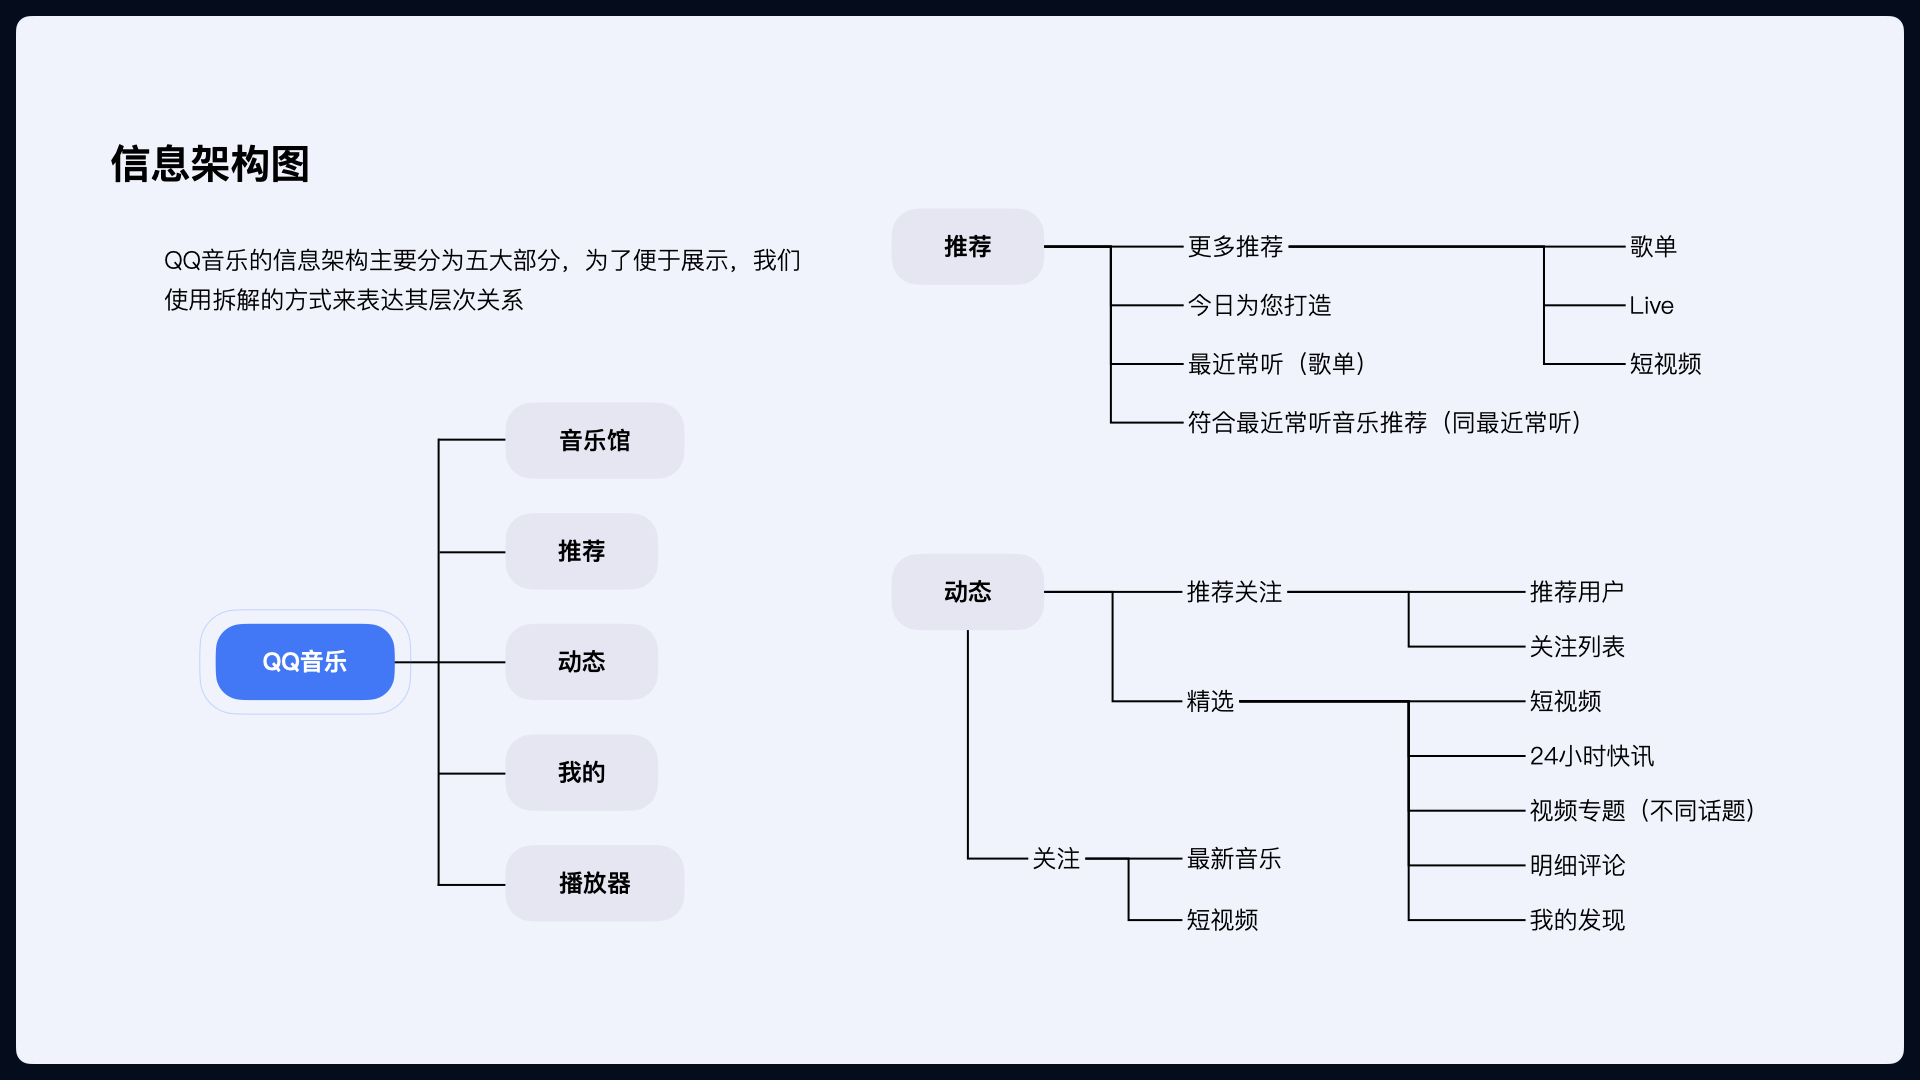 信息架构图
QQ音乐的信息架构主要分为五大部分，为了便于展示，我们
使用拆解的方式来表达其层次关系
QQ音乐
音乐馆
推荐
动态
我的
播放器
推荐
更多推荐
歌单
Live
短视频
今日为您打造
最近常听（歌单）
符合最近常听音乐推荐（同最近常听）
动态
推荐关注
推荐用户
关注列表
精选
短视频
24小时快讯
视频专题（不同话题）
明细评论
我的发现
关注
最新音乐
短视频